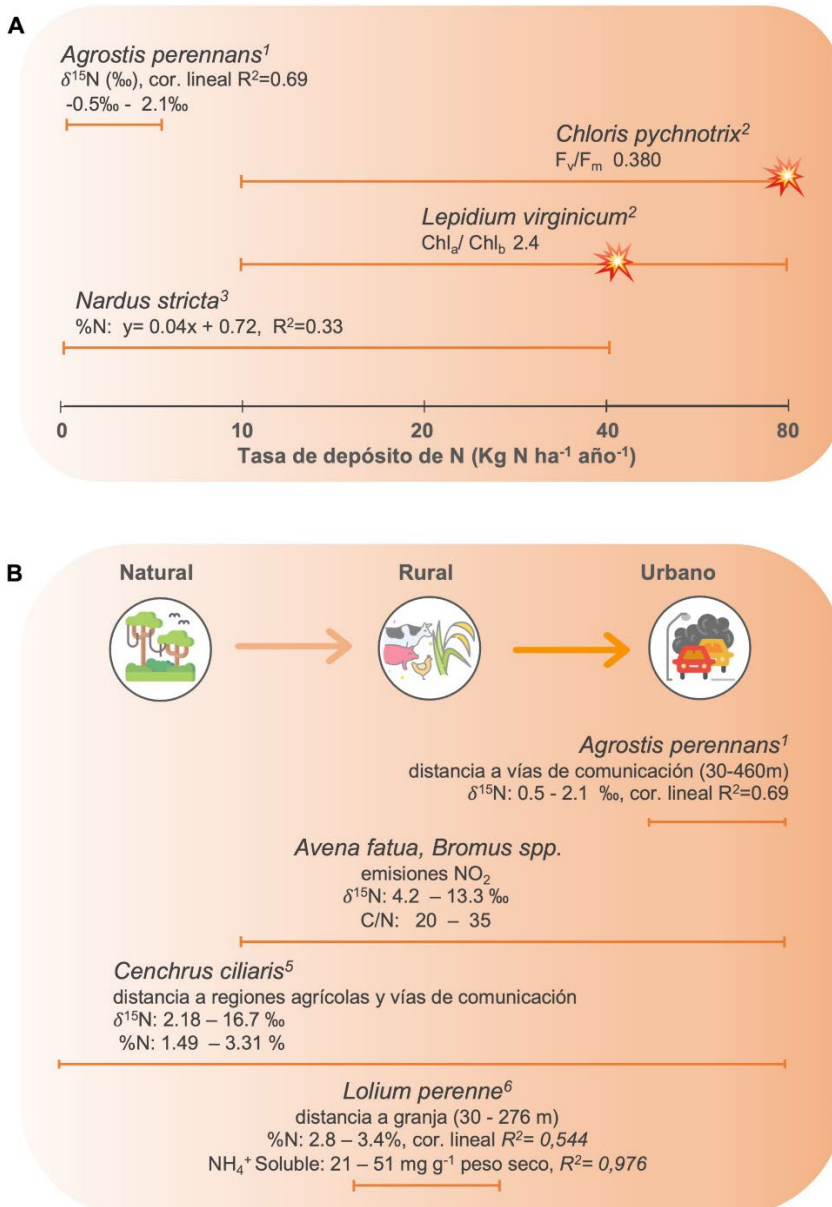 A
Agrostis perennans¹
δ¹⁵N (‰), cor. lineal R²=0.69
-0.5‰ - 2.1‰
Chloris pychnotrix²
Fᵥ/Fₘ 0.380
Lepidium virginicum²
Chlₐ/ Chl_b 2.4
Nardus stricta³
%N: y= 0.04x + 0.72, R²=0.33
0 10 20 40 80
Tasa de depósito de N (Kg N ha⁻¹ año⁻¹)
B
Natural Rural Urbano
Agrostis perennans¹
distancia a vías de comunicación (30-460m)
δ¹⁵N: 0.5 - 2.1 ‰, cor. lineal R²=0.69
Avena fatua, Bromus spp.
emisiones NO₂
δ¹⁵N: 4.2 – 13.3 ‰
C/N: 20 – 35
Cenchrus ciliaris⁵
distancia a regiones agrícolas y vías de comunicación
δ¹⁵N: 2.18 – 16.7 ‰
%N: 1.49 – 3.31 %
Lolium perenne⁶
distancia a granja (30 - 276 m)
%N: 2.8 – 3.4%, cor. lineal R²= 0,544
NH₄⁺ Soluble: 21 – 51 mg g⁻¹ peso seco, R²= 0,976